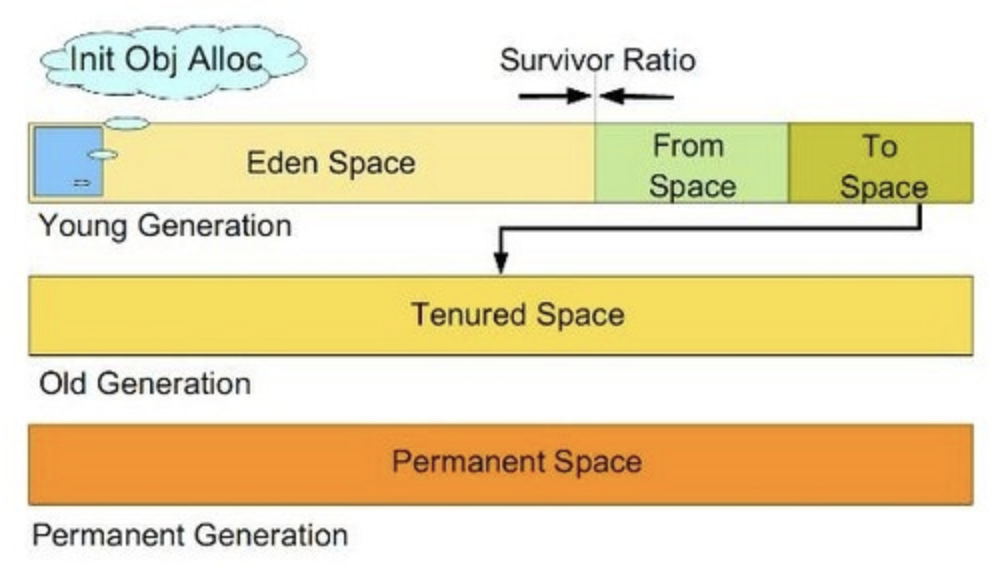 Init Obj Alloc
Survivor Ratio
Eden Space
From
Space
To
Space
Young Generation
Tenured Space
Old Generation
Permanent Space
Permanent Generation